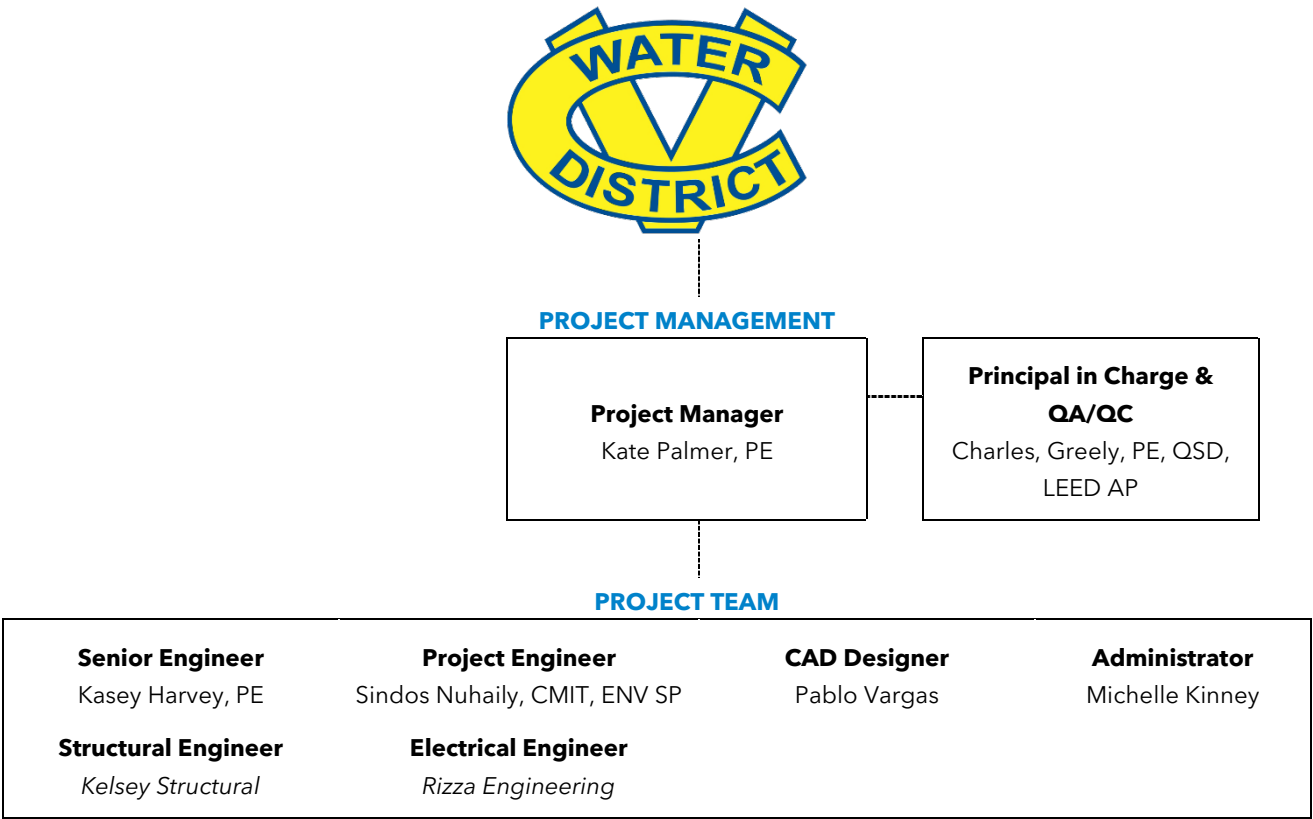 WATER
CV
DISTRICT
PROJECT MANAGEMENT
Project Manager
Kate Palmer, PE
Principal in Charge &
QA/QC
Charles, Greely, PE, QSD,
LEED AP
PROJECT TEAM
Senior Engineer
Kasey Harvey, PE
Project Engineer
Sindos Nuhaily, CMIT, ENV SP
CAD Designer
Pablo Vargas
Administrator
Michelle Kinney
Structural Engineer
Kelsey Structural
Electrical Engineer
Rizza Engineering